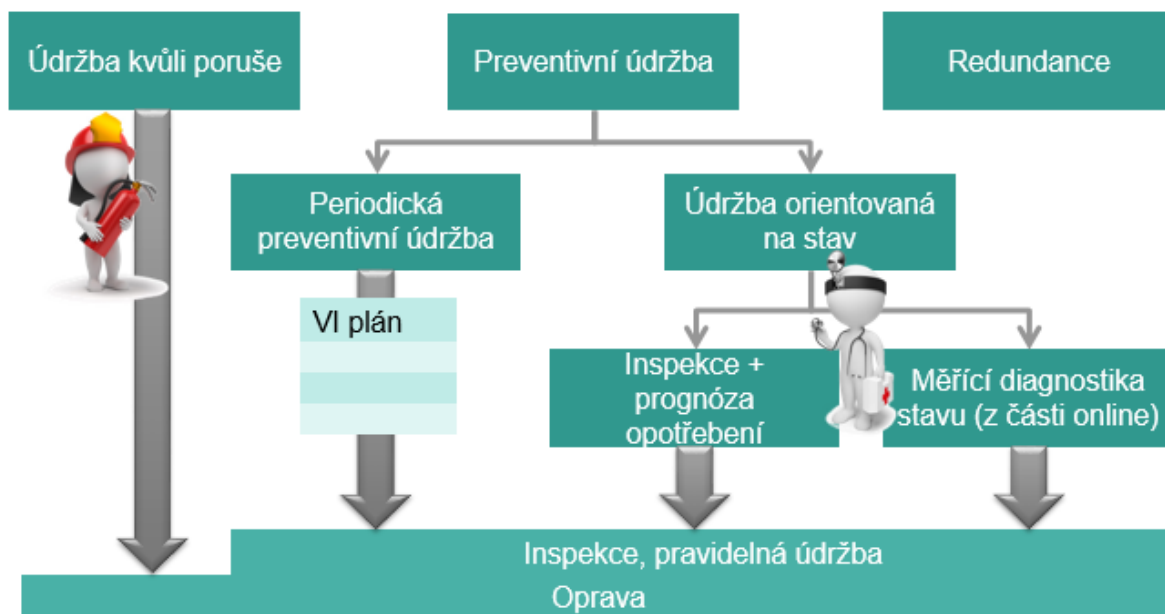 Údržba kvůli poruše
Preventivní údržba
Redundance
Periodická
preventivní údržba
Údržba orientovaná
na stav
VI plán
Inspekce +
prognóza
opotřebení
Měřící diagnostika
stavu (z části online)
Inspekce, pravidelná údržba
Oprava